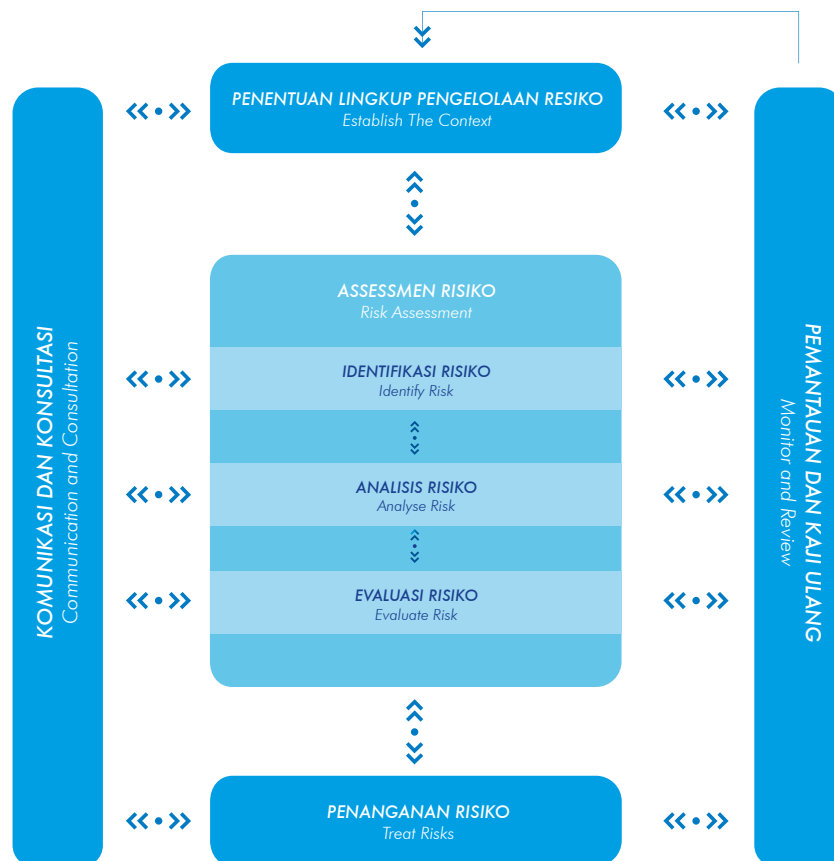 PENENTUAN LINGKUP PENGELOLAAN RESIKO
Establish The Context
KOMUNIKASI DAN KONSULTASI
Communication and Consultation
ASSESSMEN RISIKO
Risk Assessment
IDENTIFIKASI RISIKO
Identify Risk
ANALISIS RISIKO
Analyse Risk
EVALUASI RISIKO
Evaluate Risk
PEMANTAUAN DAN KAJI ULANG
Monitor and Review
PENANGANAN RISIKO
Treat Risks